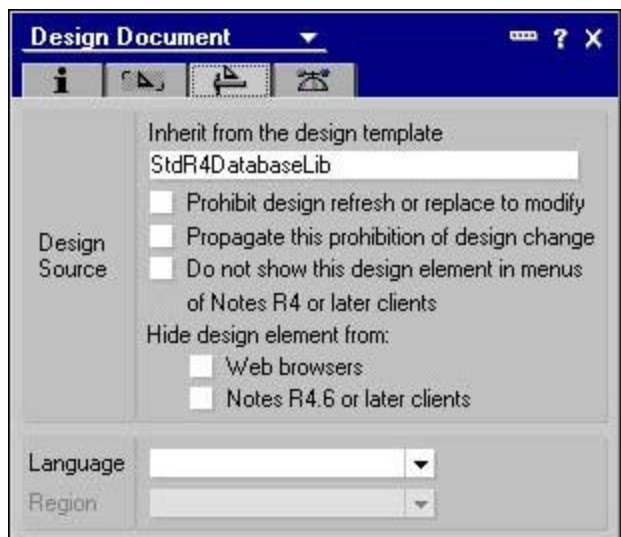 Design Document
? X
i
Inherit from the design template
StdR4DatabaseLib
Prohibit design refresh or replace to modify
Propagate this prohibition of design change
Design
Source
Do not show this design element in menus
of Notes R4 or later clients
Hide design element from:
Web browsers
Notes R4.6 or later clients
Language
Region